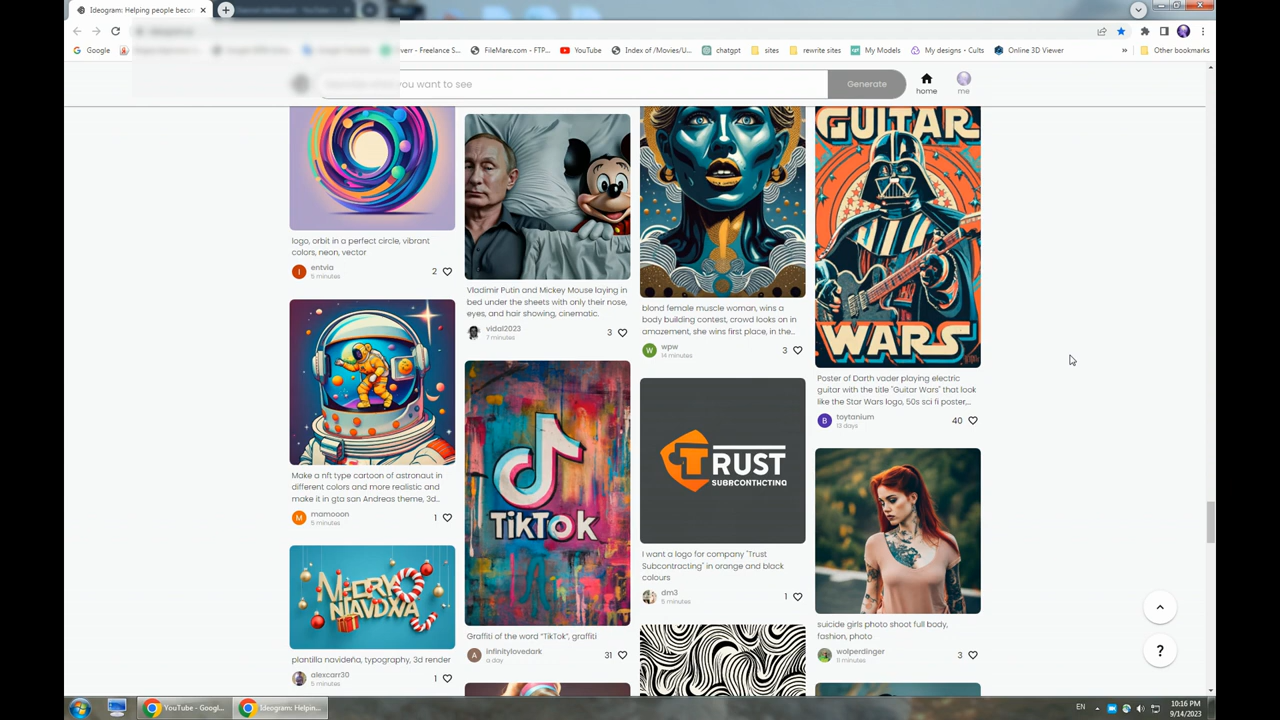 Ideogram: Helping people becom
Google
verr - Freelance S...
FileMare.com - FTP...
YouTube
Index of /Movies/U...
chatgpt
sites
rewrite sites
My Models
My designs • Cults
Online 3D Viewer
»
Other bookmarks
you want to see
Generate
home
me
logo, orbit in a perfect circle, vibrant
colors, neon, vector
I
entvia
5 minutes
2
Make a nft type cartoon of astronaut in
different colors and more realistic and
make it in gta san Andreas theme, 3d...
M
mamooon
5 minutes
1
MERRY
NIAVDXA
plantilla navideña, typography, 3d render
alexcarr30
5 minutes
1
Vladimir Putin and Mickey Mouse laying in
bed under the sheets with only their nose,
eyes, and hair showing, cinematic.
vidal2023
7 minutes
3
TikTok
Graffiti of the word "TikTok", graffiti
A
infinitylovedark
a day
31
blond female muscle woman, wins a
body building contest, crowd looks on in
amazement, she wins first place, in the...
W
wpw
14 minutes
3
TRUST
SUBRCONTHCTING
I want a logo for company "Trust
Subcontracting" in orange and black
colours
dm3
5 minutes
1
GUITAR
WARS
Poster of Darth vader playing electric
guitar with the title "Guitar Wars" that look
like the Star Wars logo, 50s sci fi poster,...
B
toytanium
13 days
40
suicide girls photo shoot full body,
fashion, photo
wolperdinger
11 minutes
3
?
YouTube - Googl...
Ideogram: Helpin...
EN
10:16 PM
9/14/2023